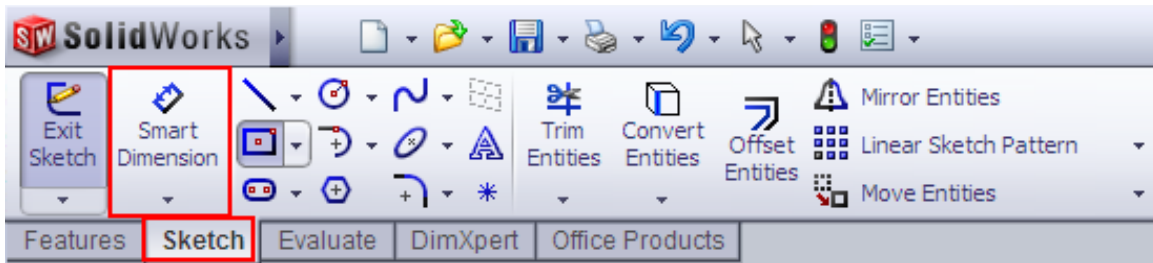 SW SolidWorks
Exit Sketch
Smart Dimension
Trim Entities
Convert Entities
Offset Entities
Mirror Entities
Linear Sketch Pattern
Move Entities
Features Sketch Evaluate DimXpert Office Products